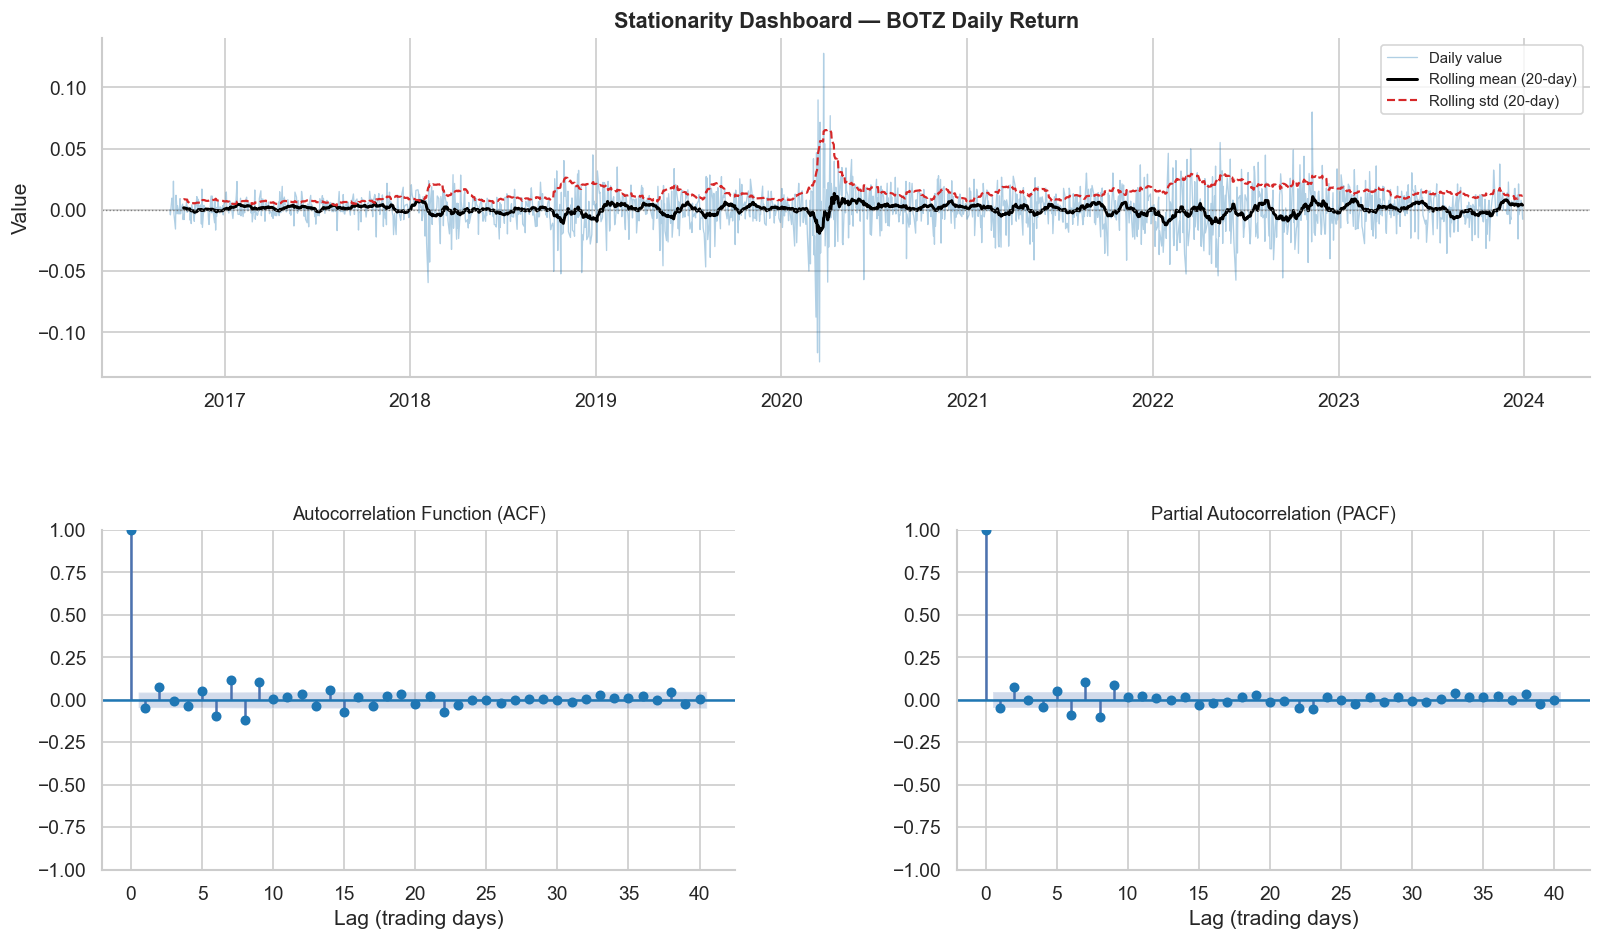 Stationarity Dashboard — BOTZ Daily Return
Daily value
Rolling mean (20-day)
Rolling std (20-day)
Value
0.10
0.05
0.00
−0.05
−0.10
2017 2018 2019 2020 2021 2022 2023 2024
Autocorrelation Function (ACF)
1.00
0.75
0.50
0.25
0.00
−0.25
−0.50
−0.75
−1.00
0 5 10 15 20 25 30 35 40
Lag (trading days)
Partial Autocorrelation (PACF)
1.00
0.75
0.50
0.25
0.00
−0.25
−0.50
−0.75
−1.00
0 5 10 15 20 25 30 35 40
Lag (trading days)